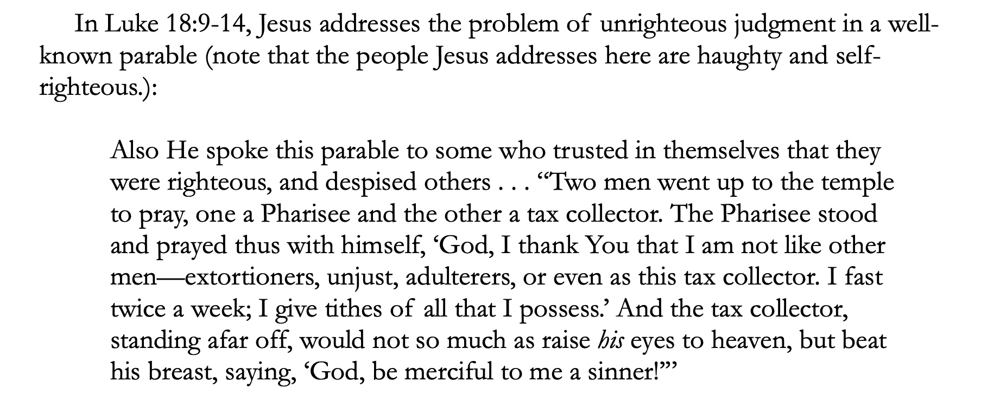 In Luke 18:9-14, Jesus addresses the problem of unrighteous judgment in a well-
known parable (note that the people Jesus addresses here are haughty and self-
righteous.):
Also He spoke this parable to some who trusted in themselves that they
were righteous, and despised others . . . “Two men went up to the temple
to pray, one a Pharisee and the other a tax collector. The Pharisee stood
and prayed thus with himself, ‘God, I thank You that I am not like other
men—extortioners, unjust, adulterers, or even as this tax collector. I fast
twice a week; I give tithes of all that I possess.’ And the tax collector,
standing afar off, would not so much as raise his eyes to heaven, but beat
his breast, saying, ‘God, be merciful to me a sinner!”’